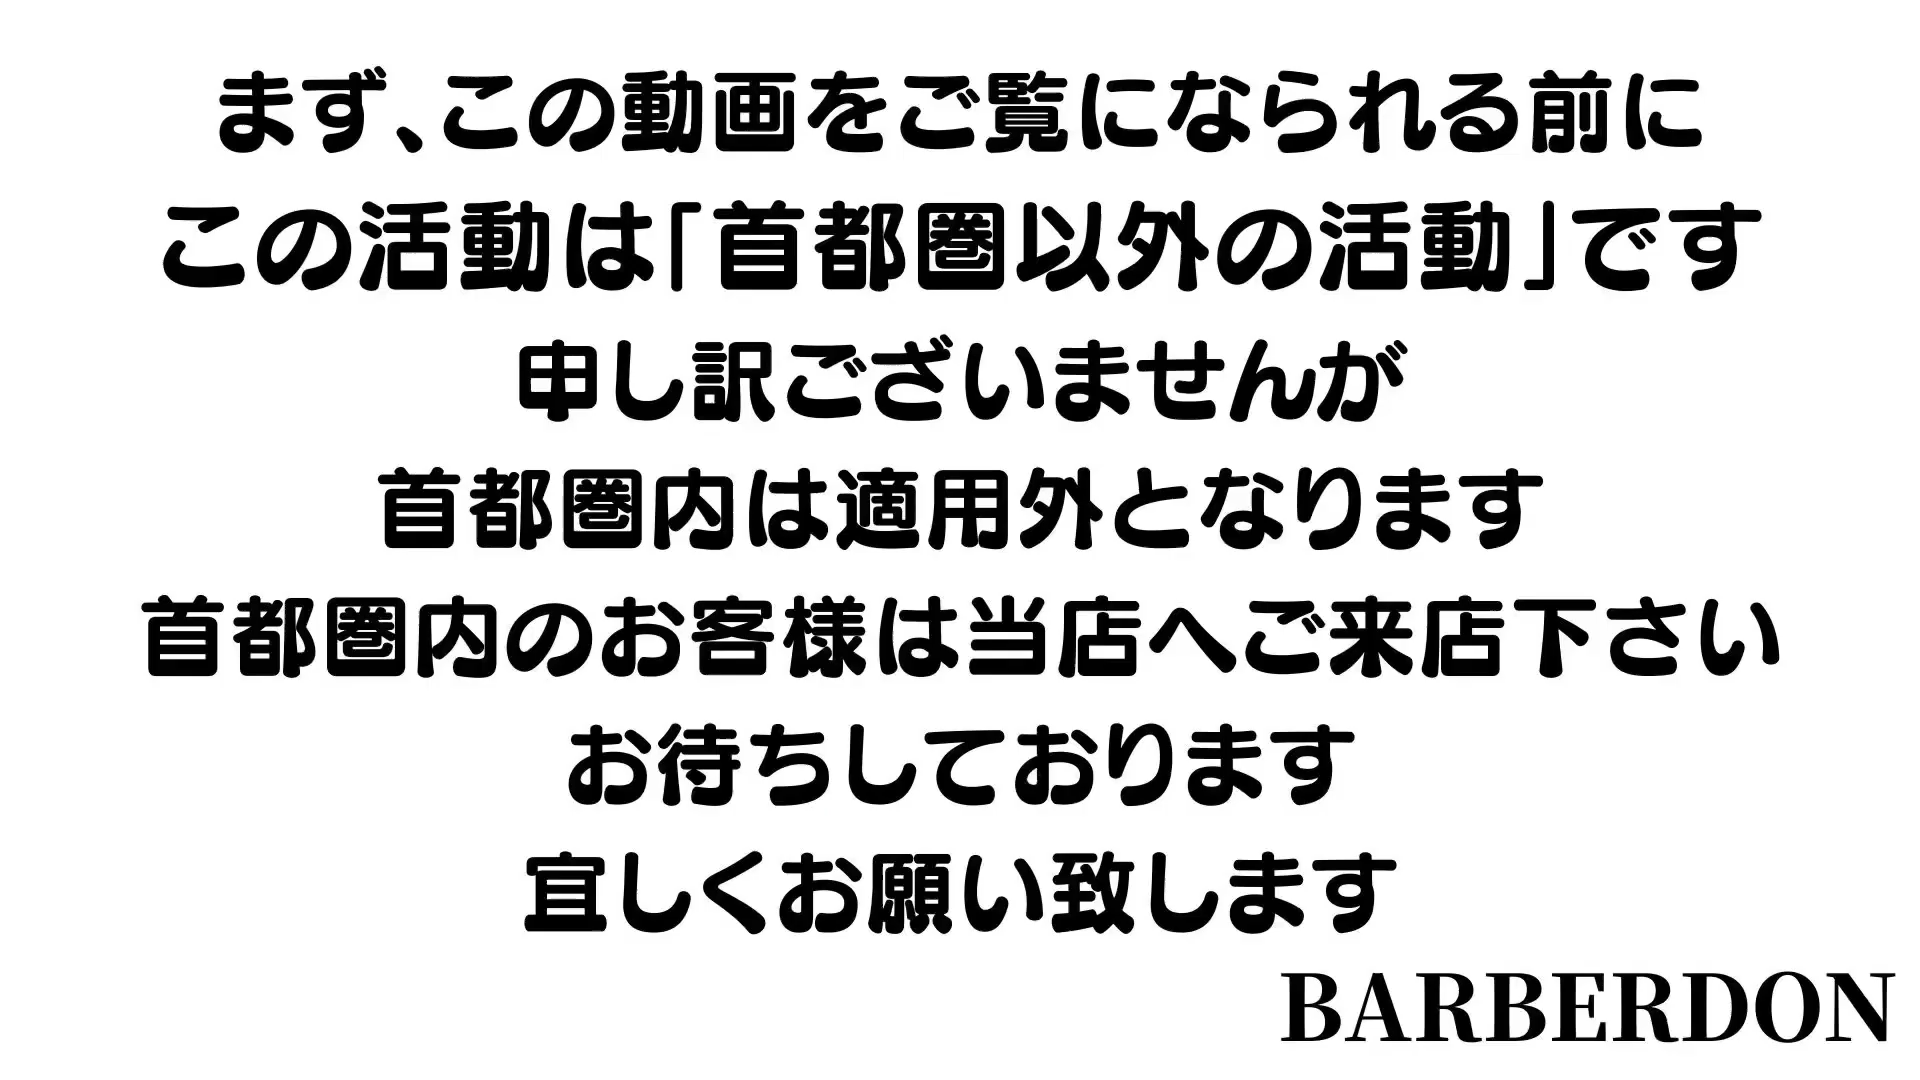 まず、この動画をご覧になられる前に
この活動は「首都圏以外の活動」です
申し訳ございませんが
首都圏内は適用外となります
首都圏内のお客様は当店へご来店下さい
お待ちしております
宜しくお願い致します
BARBERDON